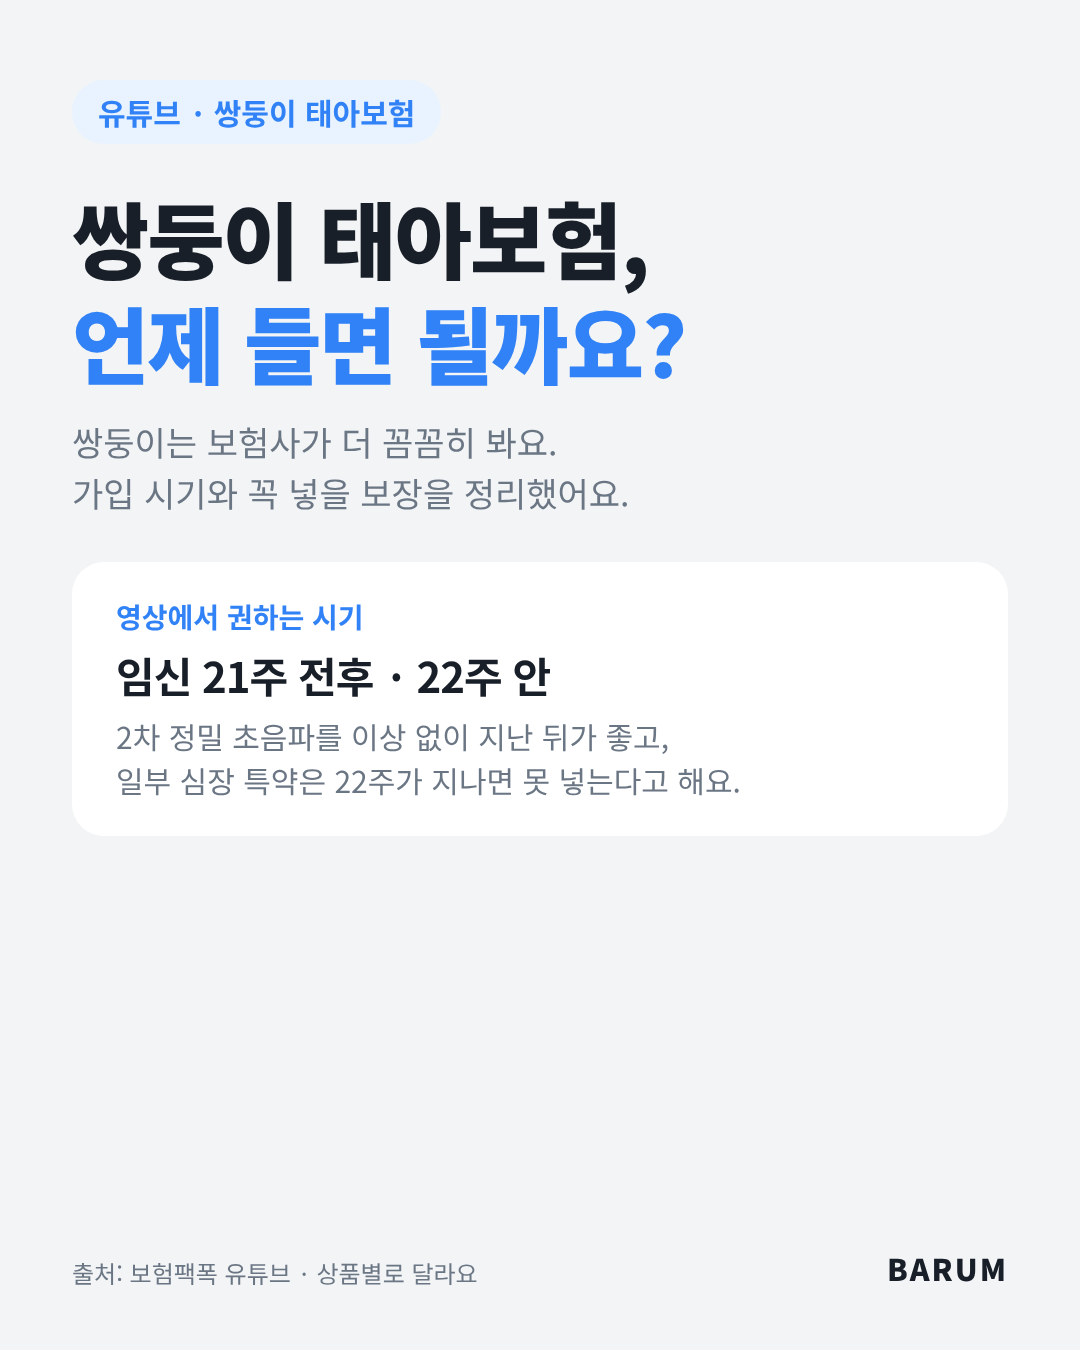 유튜브 · 쌍둥이 태아보험
쌍둥이 태아보험,
언제 들면 될까요?
쌍둥이는 보험사가 더 꼼꼼히 봐요.
가입 시기와 꼭 넣을 보장을 정리했어요.
영상에서 권하는 시기
임신 21주 전후 · 22주 안
2차 정밀 초음파를 이상 없이 지난 뒤가 좋고,
일부 심장 특약은 22주가 지나면 못 넣는다고 해요.
출처: 보험팩폭 유튜브 · 상품별로 달라요
BARUM